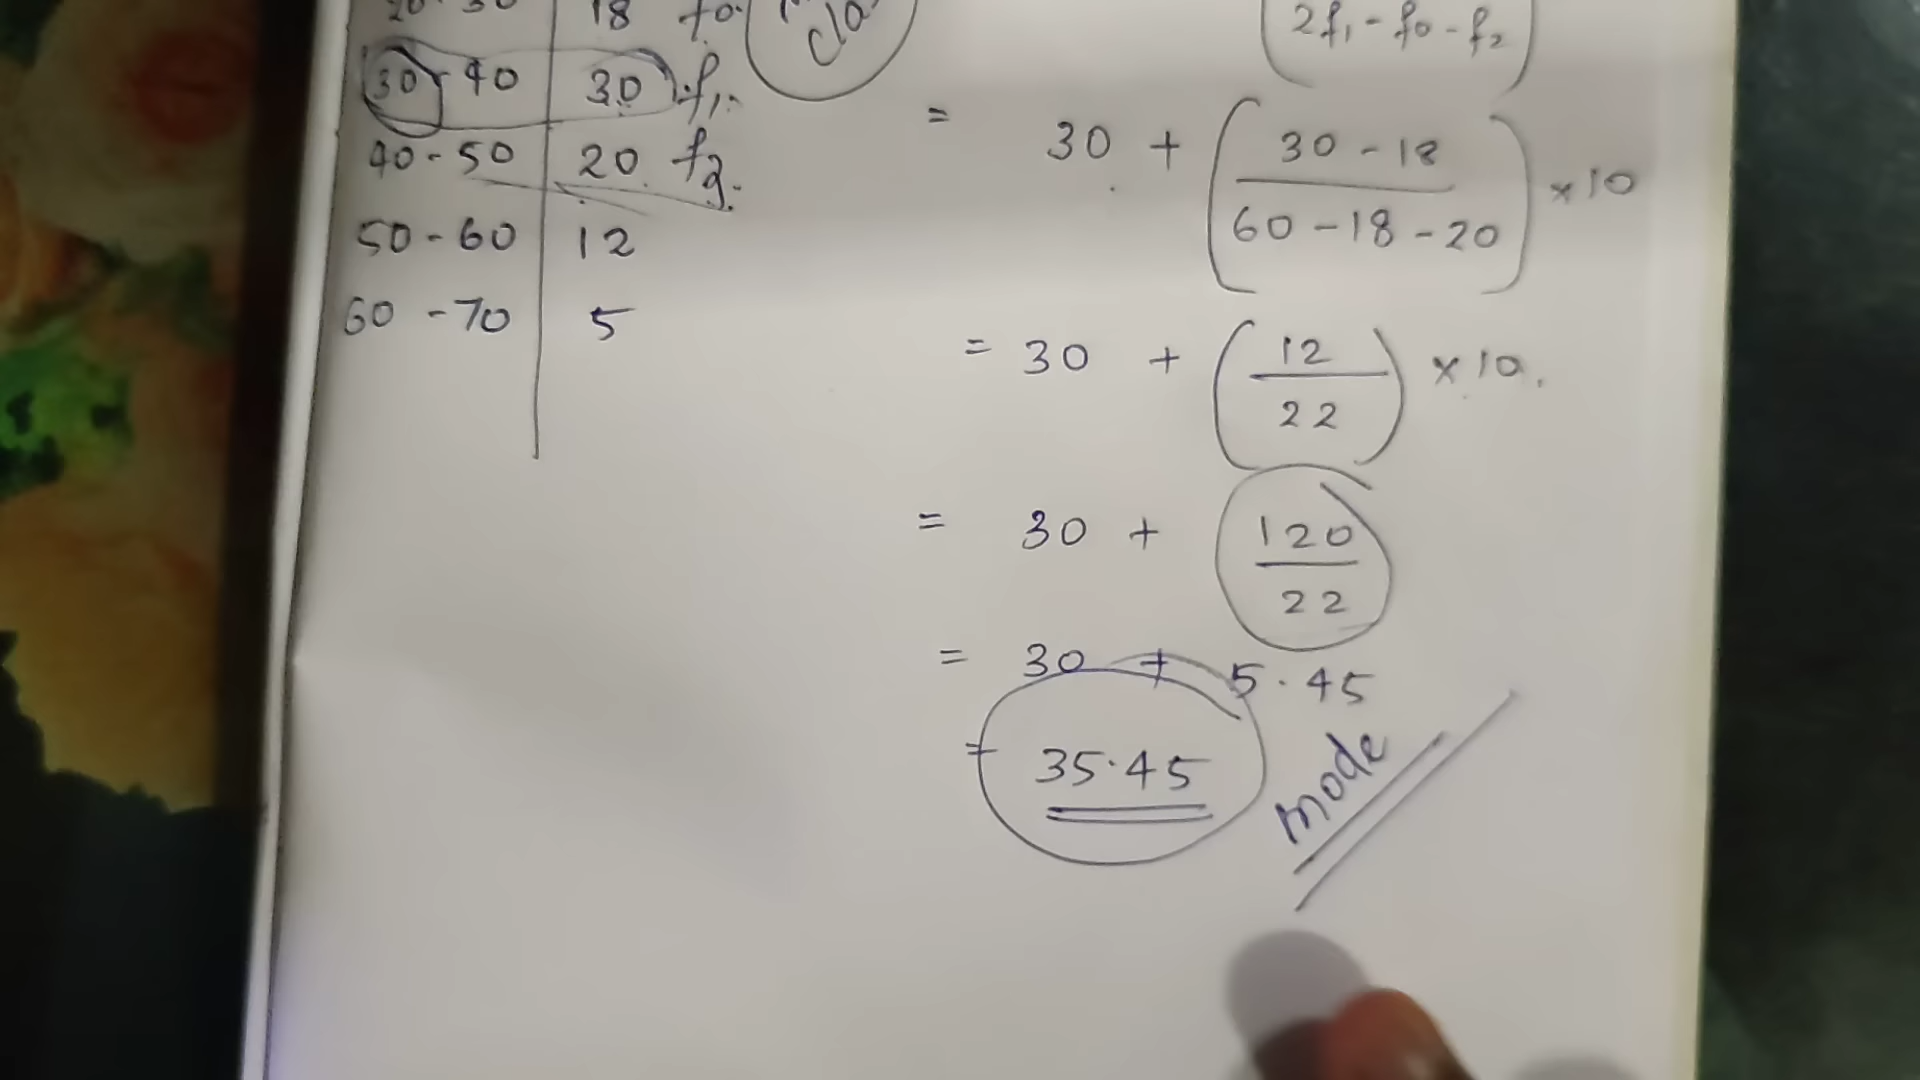 20-30 18 f0.
30-40 30 f1.
40-50 20 f2.
50-60 12
60-70 5
2f1-f0-f2
= 30 + (30-18 / 60-18-20) ×10
= 30 + (12 / 22) ×10.
= 30 + 120 / 22
= 30 + 5.45
= 35.45
mode